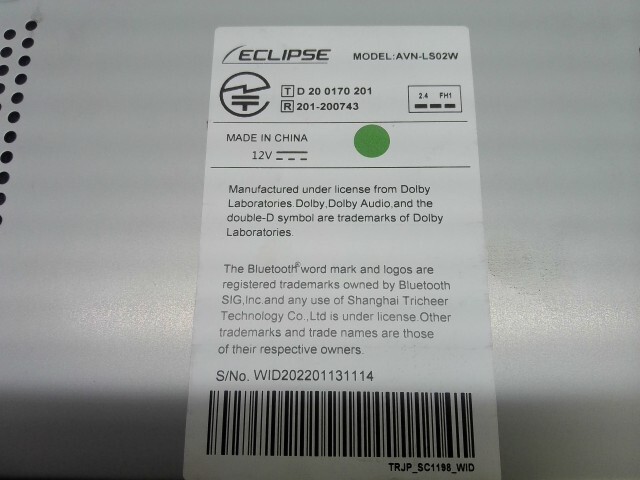 ECLIPSE
MODEL:AVN-LS02W
T D 20 0170 201
R 201-200743
2.4 FH1
MADE IN CHINA
12V
Manufactured under license from Dolby
Laboratories.Dolby,Dolby Audio,and the
double-D symbol are trademarks of Dolby
Laboratories.
The Bluetooth® word mark and logos are
registered trademarks owned by Bluetooth
SIG,Inc.and any use of Shanghai Tricheer
Technology Co.,Ltd is under license.Other
trademarks and trade names are those
of their respective owners.
S/No. WID202201131114
TRJP_SC1198_WID